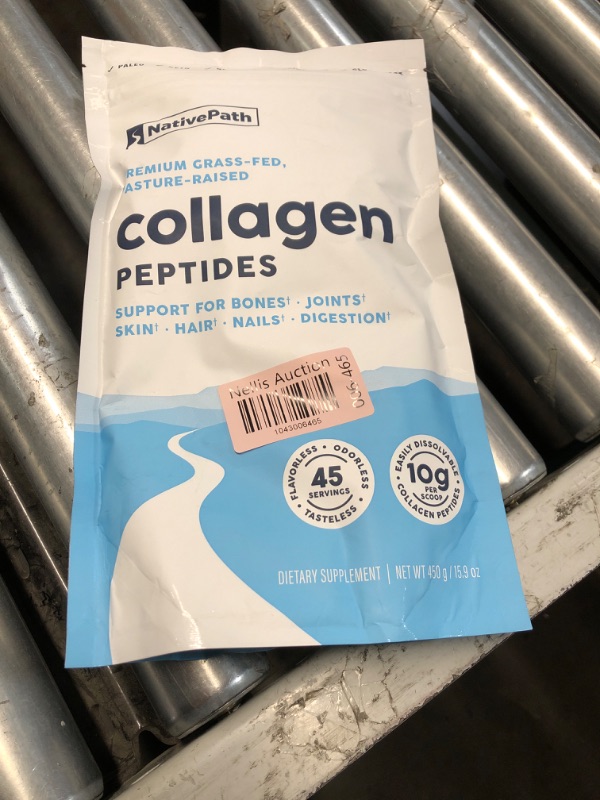 NativePath
REMIUM GRASS-FED,
ASTURE-RAISED
collagen
PEPTIDES
SUPPORT FOR BONES† · JOINTS†
SKIN† · HAIR† · NAILS† · DIGESTION†
Nellis Auction
1043006465
FLAVORLESS • ODORLESS
45
SERVINGS
• TASTELESS •
EASILY DISSOLVABLE
10g
PER
SCOOP
COLLAGEN PEPTIDES
DIETARY SUPPLEMENT | NET WT 450 g / 15.9 oz